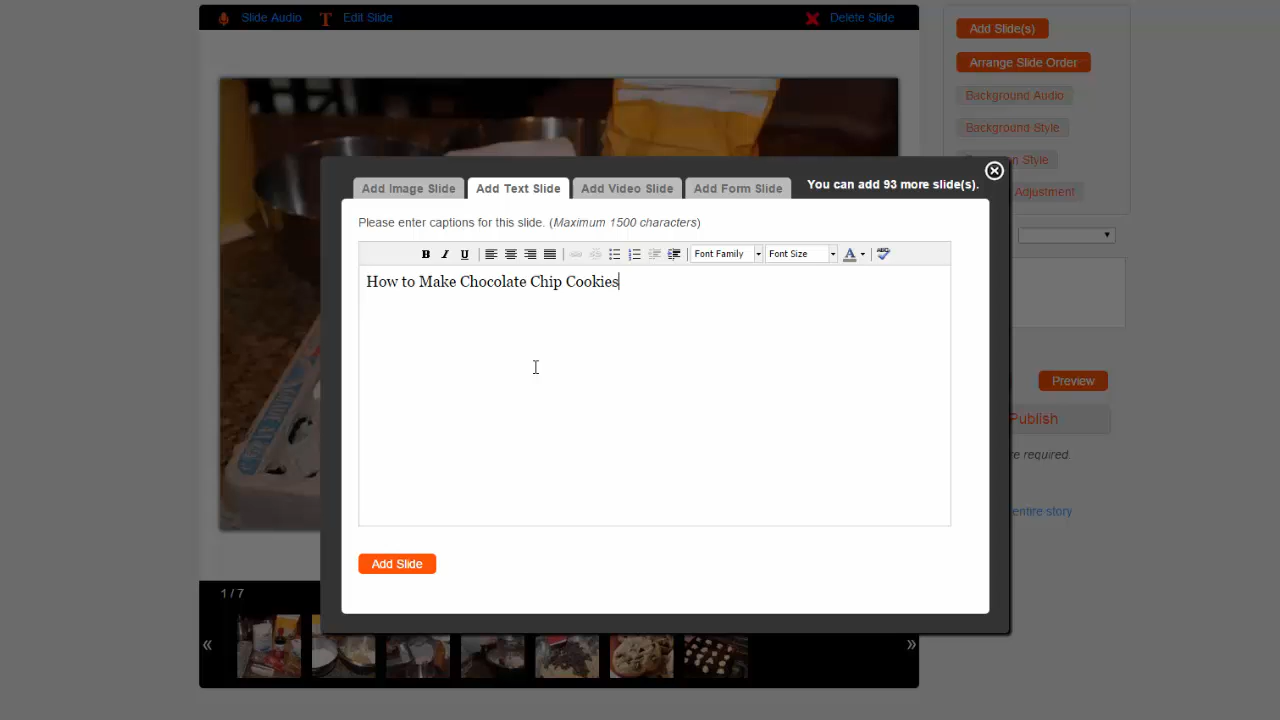 Slide Audio
T Edit Slide
Delete Slide
Add Slide(s)
Arrange Slide Order
Background Audio
Background Style
Style
Adjustment
Add Image Slide
Add Text Slide
Add Video Slide
Add Form Slide
You can add 93 more slide(s).
Please enter captions for this slide. (Maximum 1500 characters)
B I U Font Family Font Size A ABC
How to Make Chocolate Chip Cookies
Add Slide
Preview
Publish
required.
entire story
1 / 7
« »